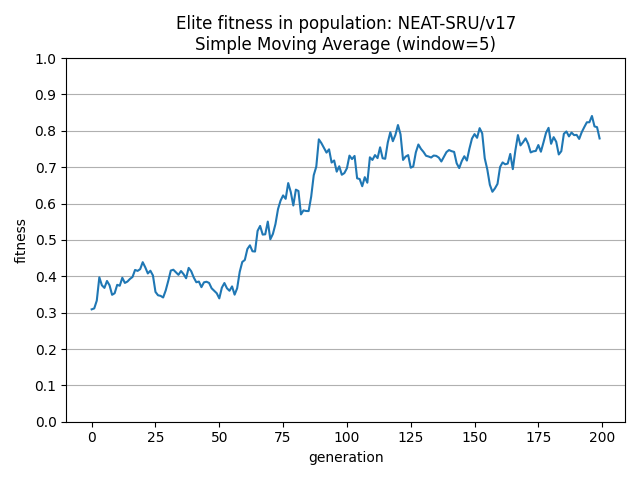 Elite fitness in population: NEAT-SRU/v17
Simple Moving Average (window=5)
1.0
0.9
0.8
0.7
0.6
0.5
0.4
0.3
0.2
0.1
0.0
fitness
0 25 50 75 100 125 150 175 200
generation